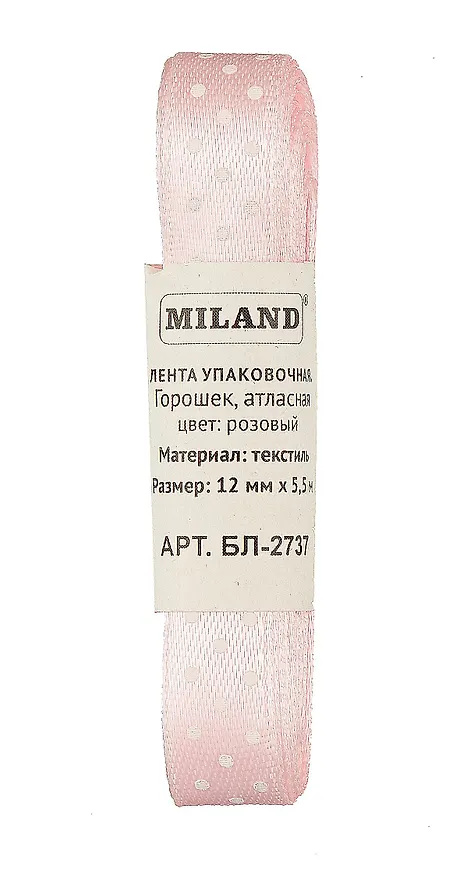 MILAND®
ЛЕНТА УПАКОВОЧНАЯ.
Горошек, атласная
цвет: розовый
Материал: текстиль
Размер: 12 мм х 5,5 м
АРТ. БЛ-2737